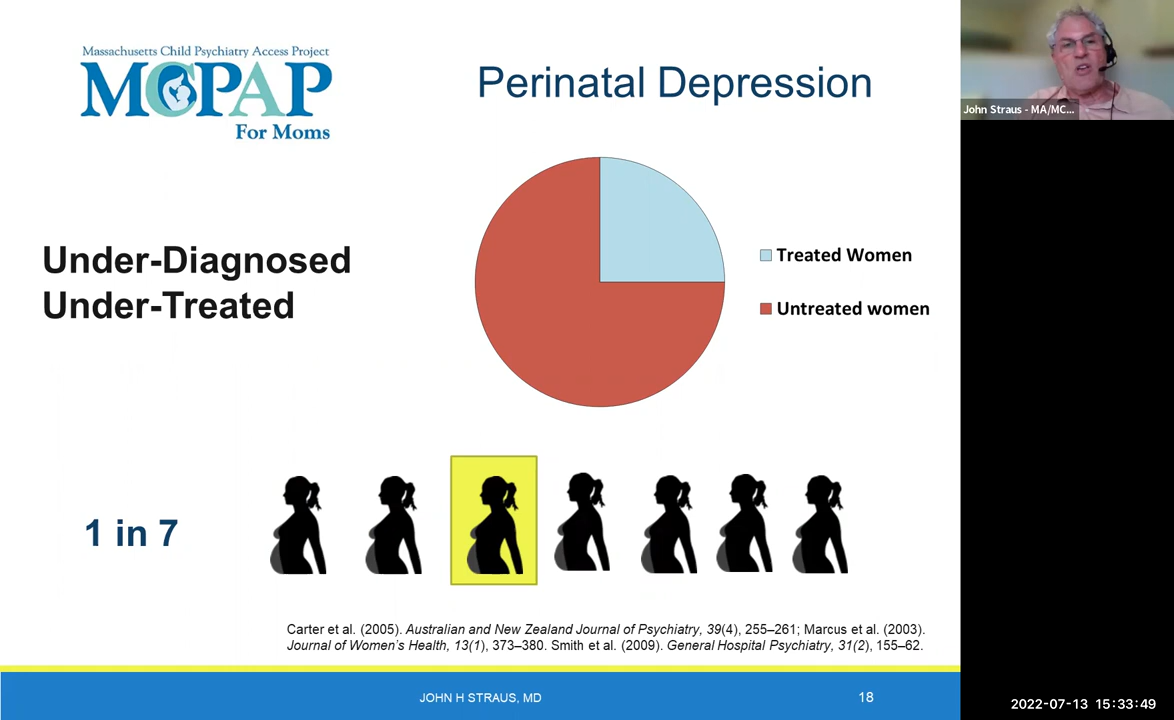 Massachusetts Child Psychiatry Access Project
MCPAP
For Moms
Perinatal Depression
John Straus - MA/MC...
Under-Diagnosed
Under-Treated
Treated Women
Untreated women
1 in 7
Carter et al. (2005). Australian and New Zealand Journal of Psychiatry, 39(4), 255–261; Marcus et al. (2003).
Journal of Women's Health, 13(1), 373–380. Smith et al. (2009). General Hospital Psychiatry, 31(2), 155–62.
JOHN H STRAUS, MD
18
2022-07-13 15:33:49